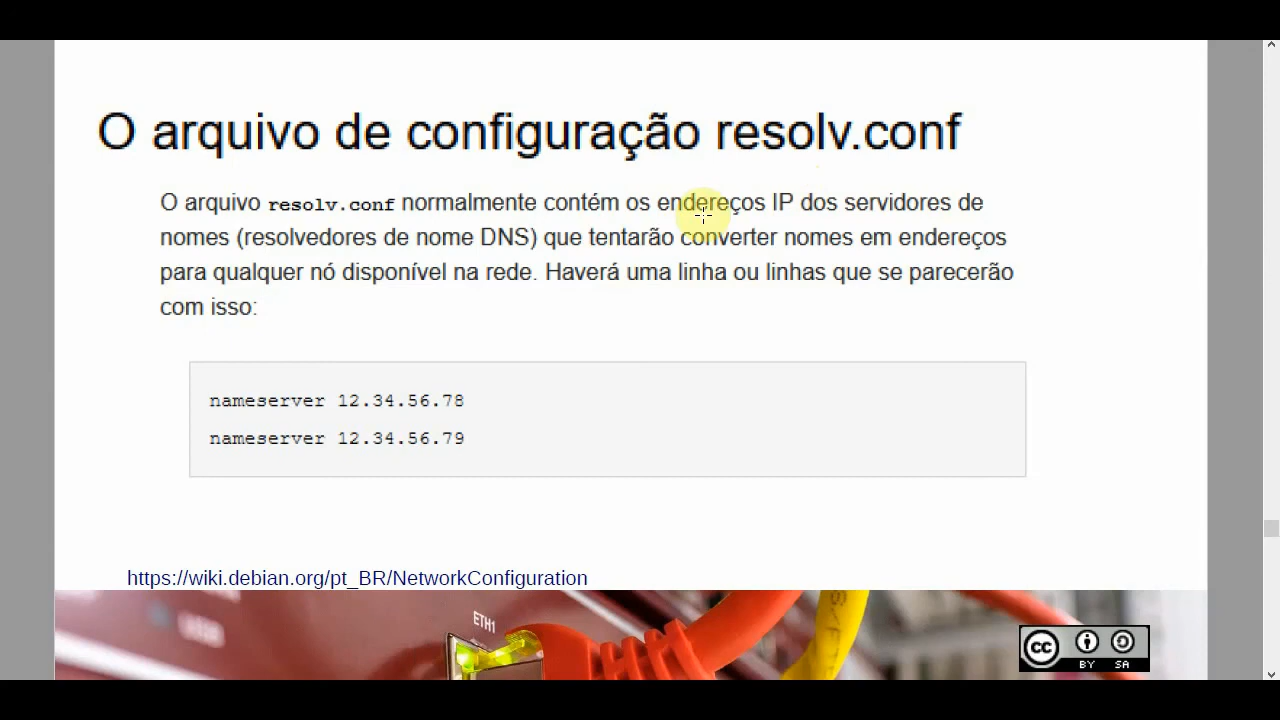 O arquivo de configuração resolv.conf
O arquivo resolv.conf normalmente contém os endereços IP dos servidores de
nomes (resolvedores de nome DNS) que tentarão converter nomes em endereços
para qualquer nó disponível na rede. Haverá uma linha ou linhas que se parecerão
com isso:
nameserver 12.34.56.78
nameserver 12.34.56.79
https://wiki.debian.org/pt_BR/NetworkConfiguration
ETH1
cc
BY SA